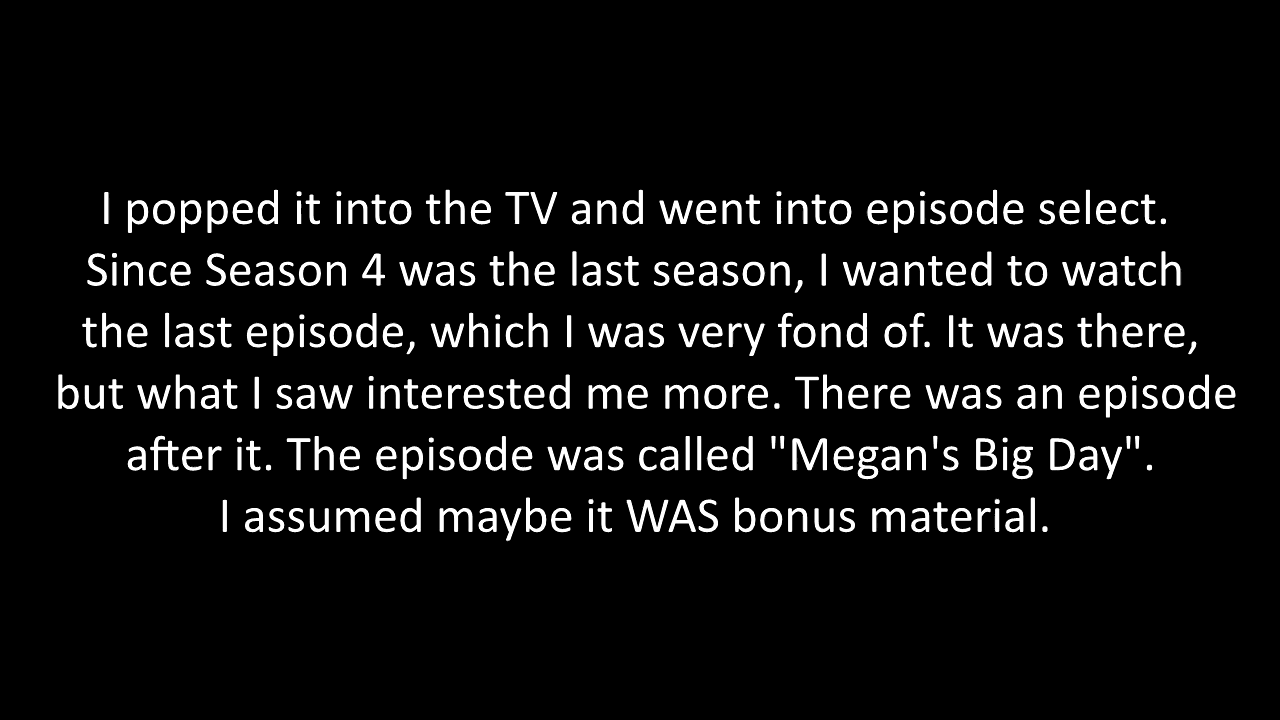 I popped it into the TV and went into episode select.
Since Season 4 was the last season, I wanted to watch
the last episode, which I was very fond of. It was there,
but what I saw interested me more. There was an episode
after it. The episode was called "Megan's Big Day".
I assumed maybe it WAS bonus material.